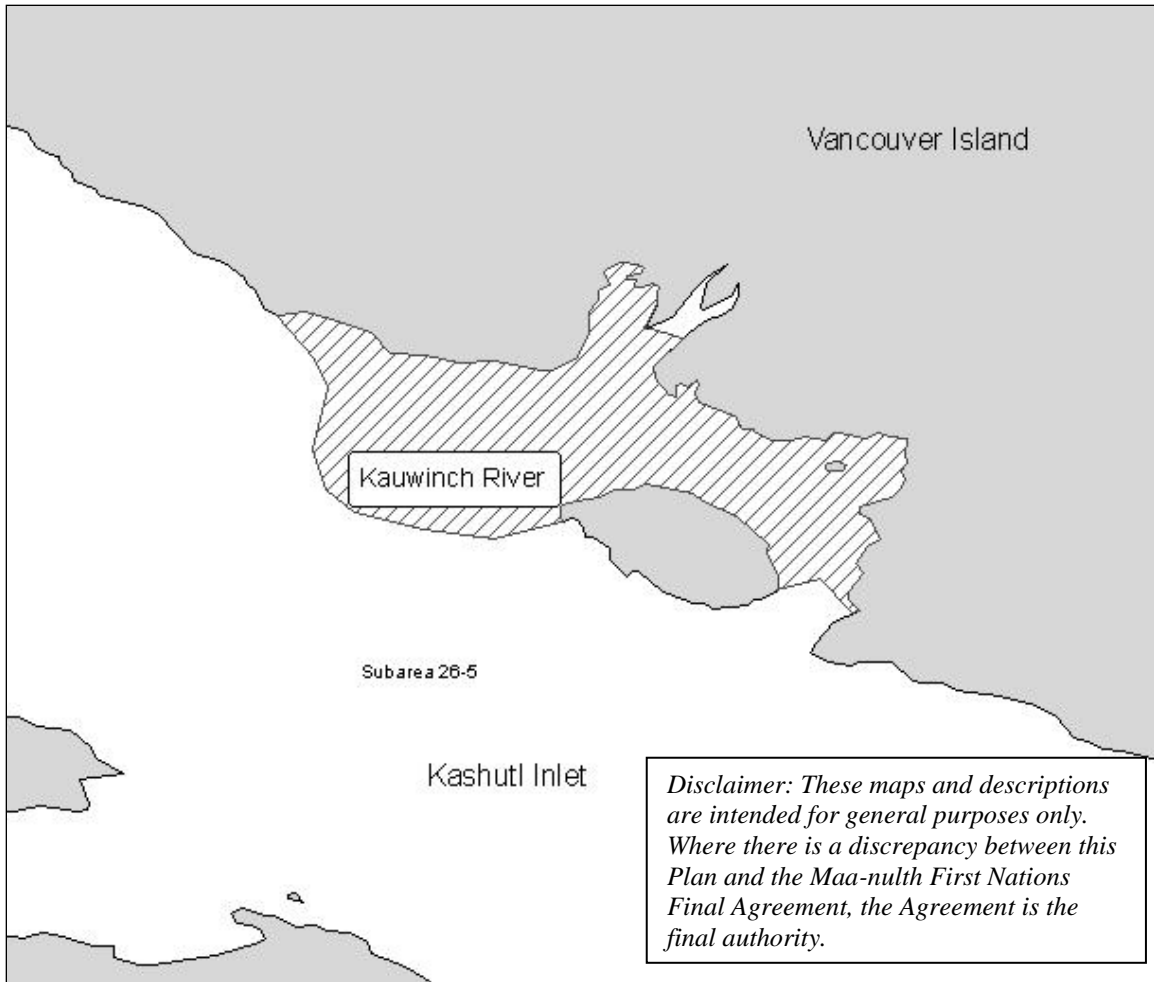 Vancouver Island
Kauwinch River
Subarea 26-5
Kashutl Inlet
Disclaimer: These maps and descriptions
are intended for general purposes only.
Where there is a discrepancy between this
Plan and the Maa-nulth First Nations
Final Agreement, the Agreement is the
final authority.